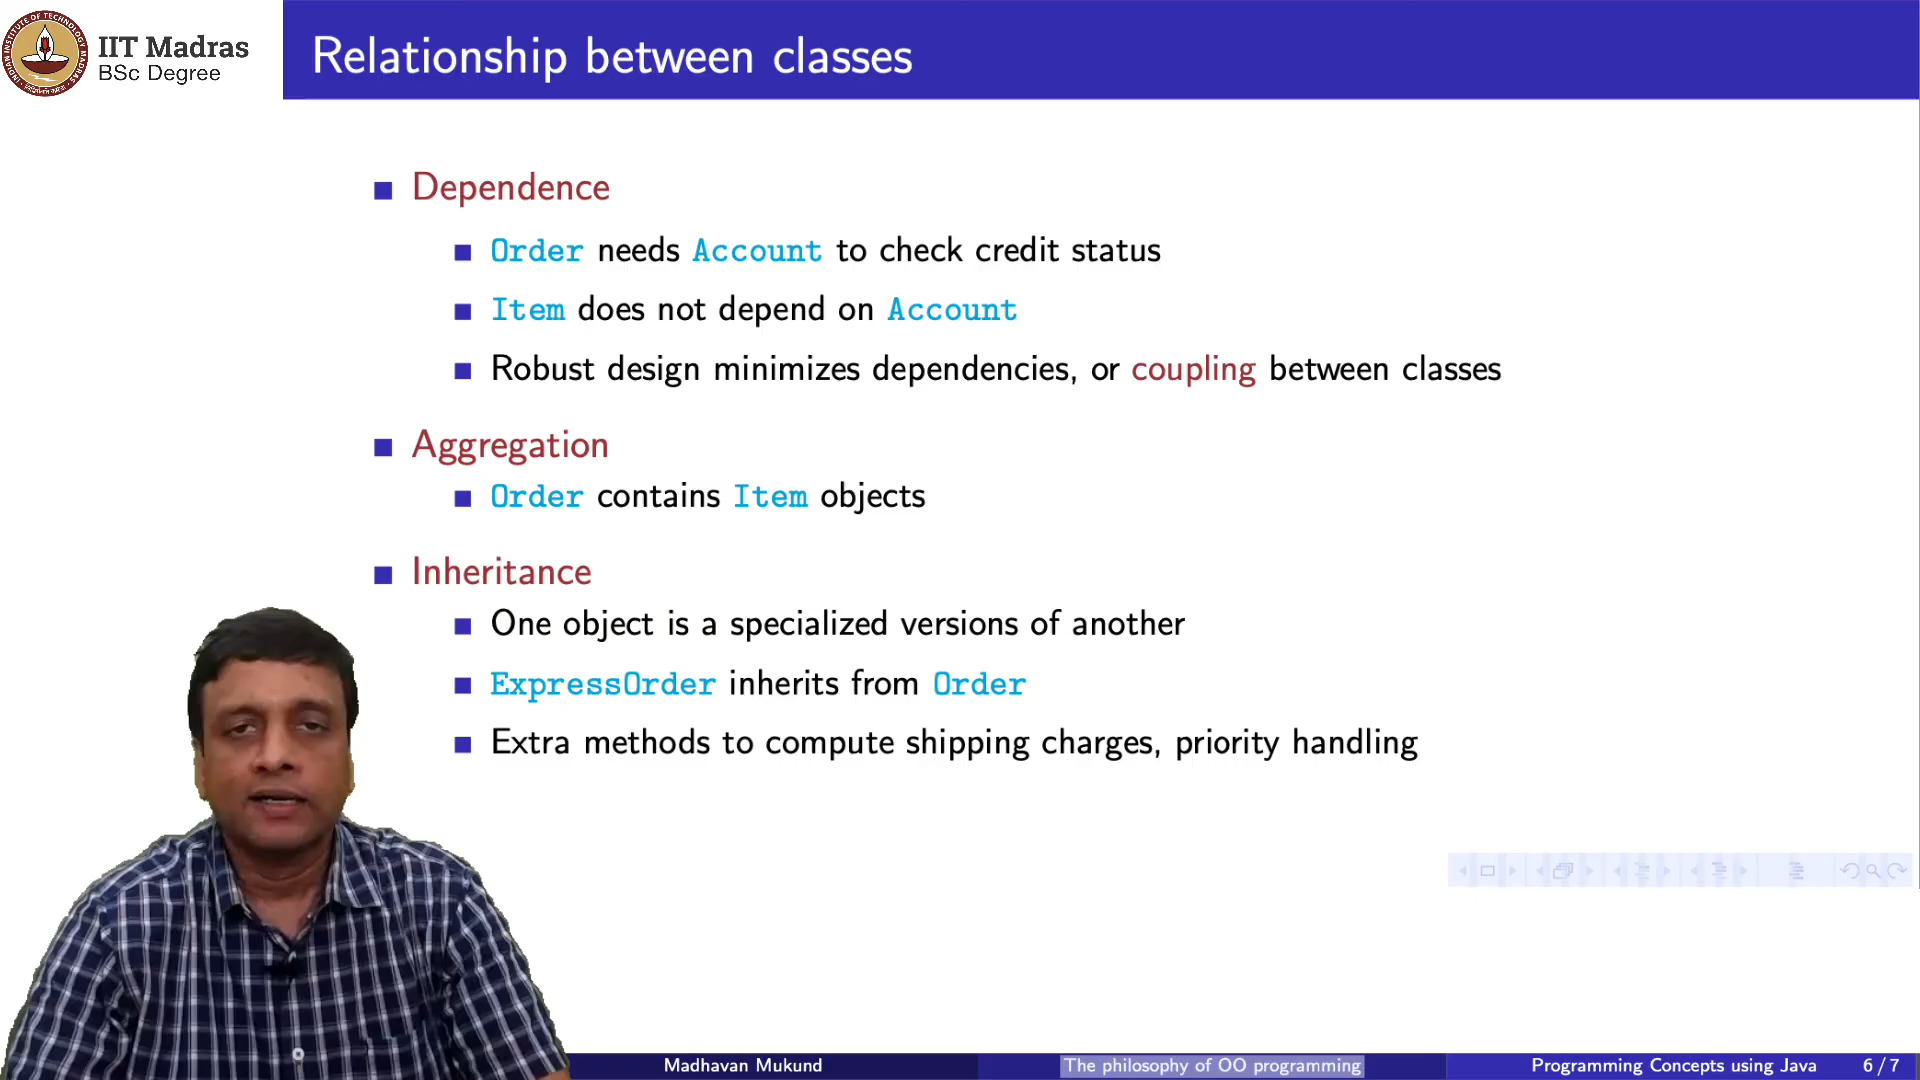 IIT Madras
BSc Degree
Relationship between classes
Dependence
Order needs Account to check credit status
Item does not depend on Account
Robust design minimizes dependencies, or coupling between classes
Aggregation
Order contains Item objects
Inheritance
One object is a specialized versions of another
ExpressOrder inherits from Order
Extra methods to compute shipping charges, priority handling
Madhavan Mukund
The philosophy of OO programming
Programming Concepts using Java
6 / 7